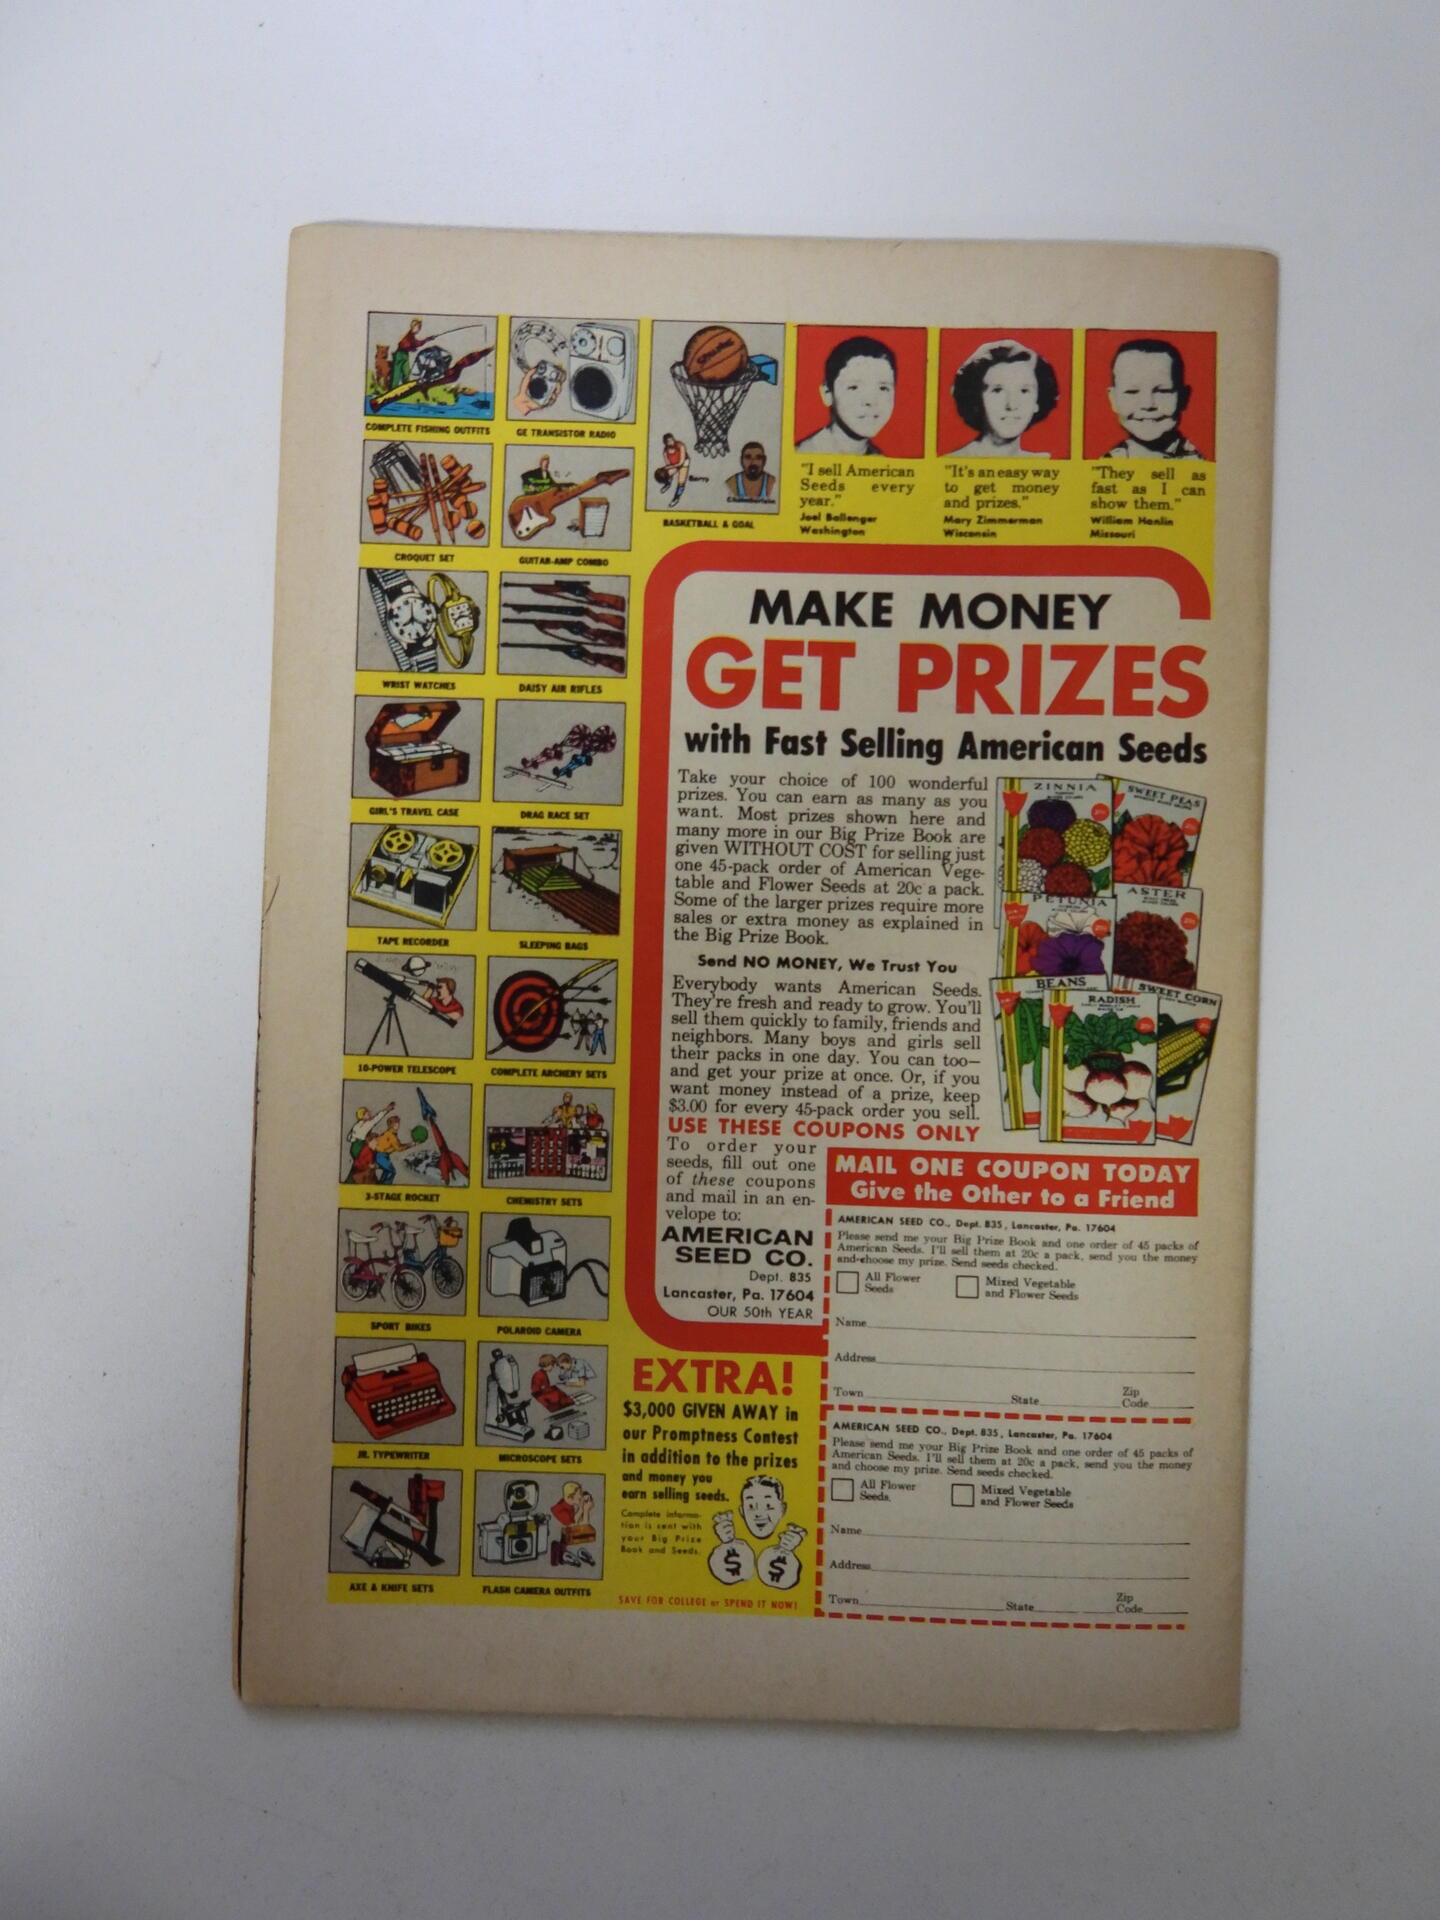 COMPLETE FISHING OUTFITS
GE TRANSISTOR RADIO
CROQUET SET
GUITAR-AMP COMBO
WRIST WATCHES
DAISY AIR RIFLES
GIRL'S TRAVEL CASE
DRAG RACE SET
TAPE RECORDER
SLEEPING BAGS
10-POWER TELESCOPE
COMPLETE ARCHERY SETS
3-STAGE ROCKET
CHEMISTRY SETS
SPORT BIKES
POLAROID CAMERA
JR. TYPEWRITER
MICROSCOPE SETS
AXE & KNIFE SETS
FLASH CAMERA OUTFITS
Barry
Chamberlain
BASKETBALL & GOAL
"I sell American
Seeds every
year."
Joel Ballenger
Washington
"It's an easy way
to get money
and prizes."
Mary Zimmerman
Wisconsin
"They sell as
fast as I can
show them."
William Hanlin
Missouri
MAKE MONEY
GET PRIZES
with Fast Selling American Seeds
Take your choice of 100 wonderful
prizes. You can earn as many as you
want. Most prizes shown here and
many more in our Big Prize Book are
given WITHOUT COST for selling just
one 45-pack order of American Vege-
table and Flower Seeds at 20c a pack.
Some of the larger prizes require more
sales or extra money as explained in
the Big Prize Book.
Send NO MONEY, We Trust You
Everybody wants American Seeds.
They're fresh and ready to grow. You'll
sell them quickly to family, friends and
neighbors. Many boys and girls sell
their packs in one day. You can too—
and get your prize at once. Or, if you
want money instead of a prize, keep
$3.00 for every 45-pack order you sell.
USE THESE COUPONS ONLY
To order your
seeds, fill out one
of these coupons
and mail in an en-
velope to:
AMERICAN
SEED CO.
Dept. 835
Lancaster, Pa. 17604
OUR 50th YEAR
ZINNIA
SWEET PEAS
PETUNIA
ASTER
BEANS
RADISH
SWEET CORN
MAIL ONE COUPON TODAY
Give the Other to a Friend
AMERICAN SEED CO., Dept. 835, Lancaster, Pa. 17604
Please send me your Big Prize Book and one order of 45 packs of
American Seeds. I'll sell them at 20c a pack, send you the money
and choose my prize. Send seeds checked.
All Flower
Seeds
Mixed Vegetable
and Flower Seeds
Name
Address
Town State Zip
Code
AMERICAN SEED CO., Dept. 835, Lancaster, Pa. 17604
Please send me your Big Prize Book and one order of 45 packs of
American Seeds. I'll sell them at 20c a pack, send you the money
and choose my prize. Send seeds checked.
All Flower
Seeds.
Mixed Vegetable
and Flower Seeds
Name
Address
Town State Zip
Code
EXTRA!
$3,000 GIVEN AWAY in
our Promptness Contest
in addition to the prizes
and money you
earn selling seeds.
Complete informa-
tion is sent with
your Big Prize
Book and Seeds.
$ $
SAVE FOR COLLEGE or SPEND IT NOW!